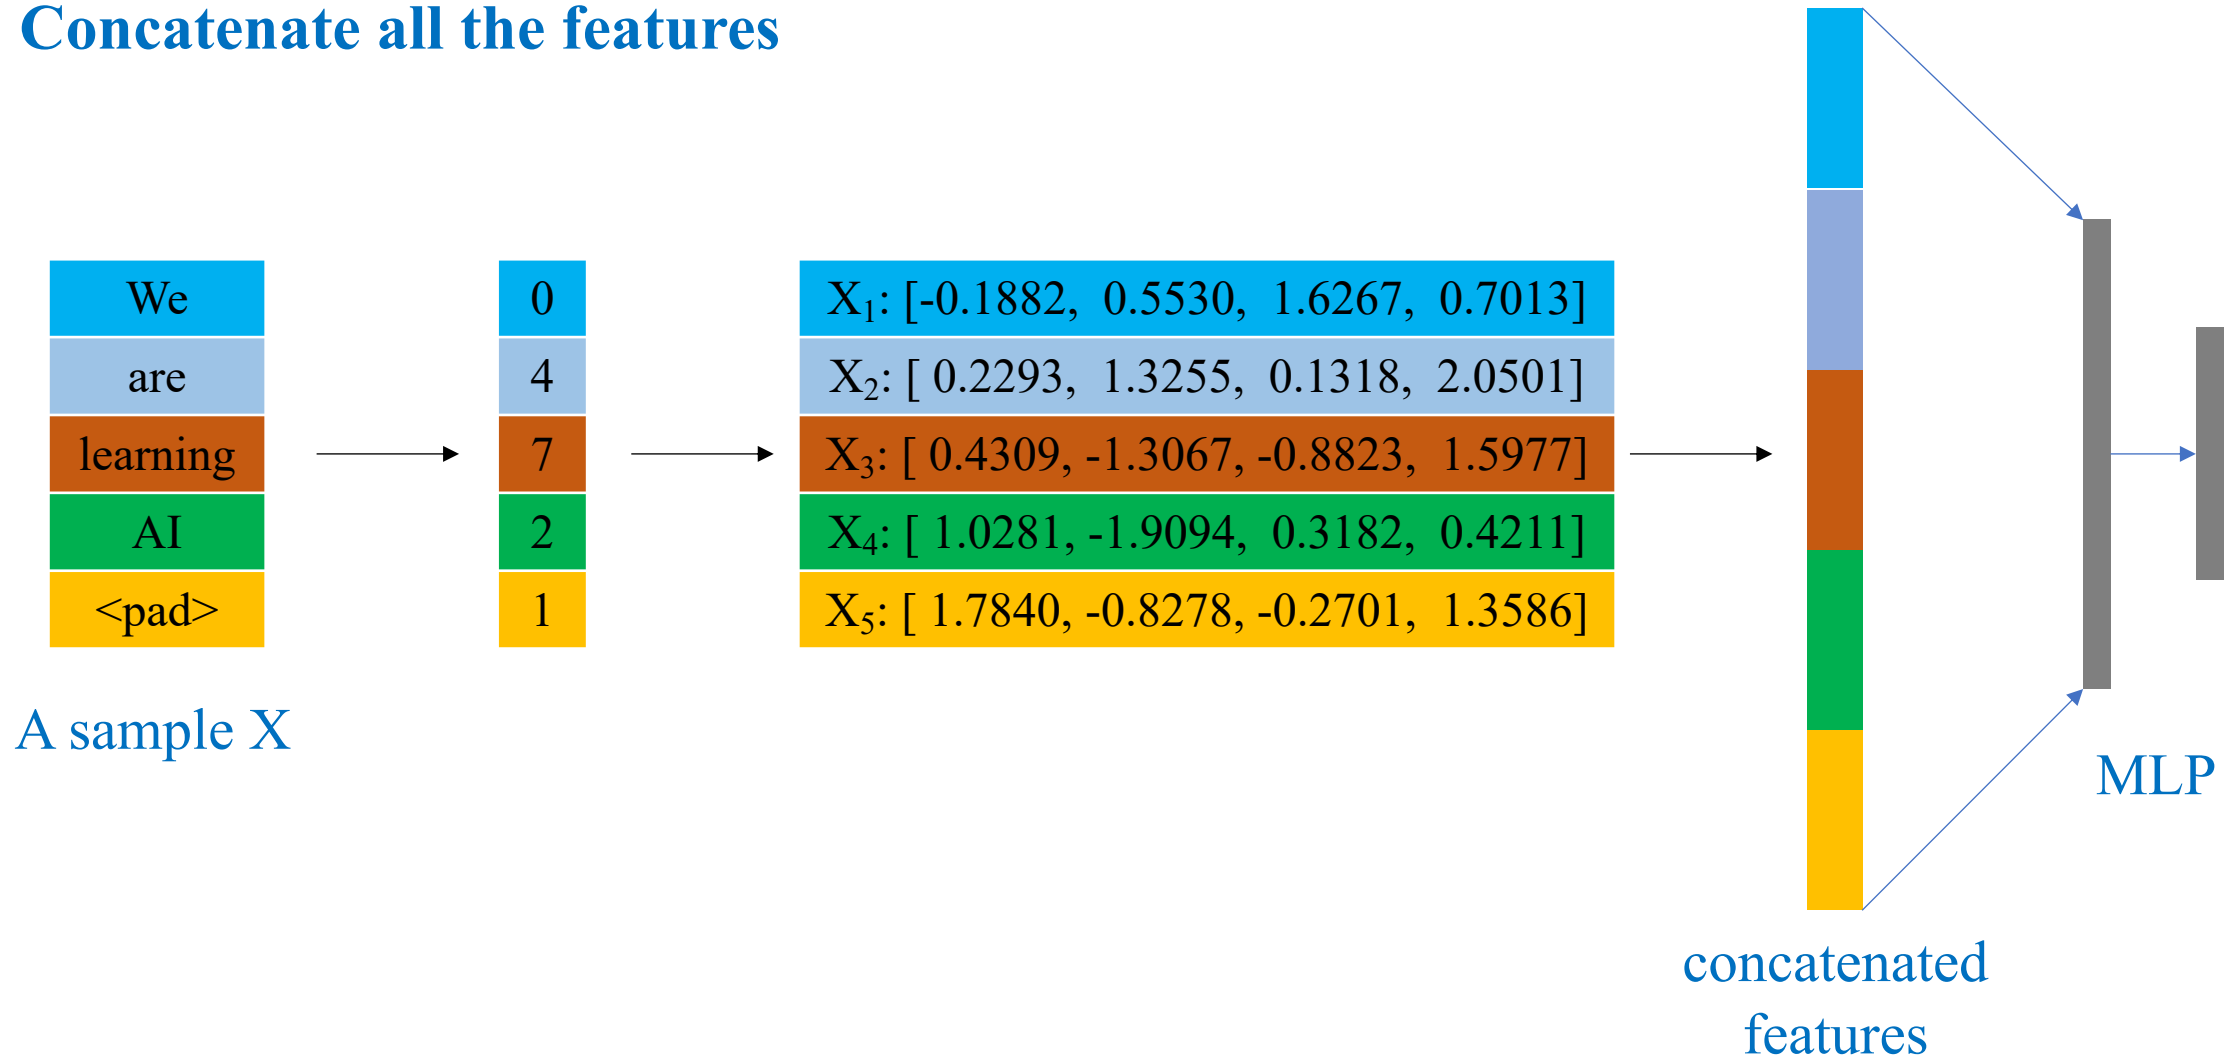 Concatenate all the features
We
are
learning
AI
<pad>
0
4
7
2
1
X₁: [-0.1882, 0.5530, 1.6267, 0.7013]
X₂: [ 0.2293, 1.3255, 0.1318, 2.0501]
X₃: [ 0.4309, -1.3067, -0.8823, 1.5977]
X₄: [ 1.0281, -1.9094, 0.3182, 0.4211]
X₅: [ 1.7840, -0.8278, -0.2701, 1.3586]
A sample X
MLP
concatenated
features